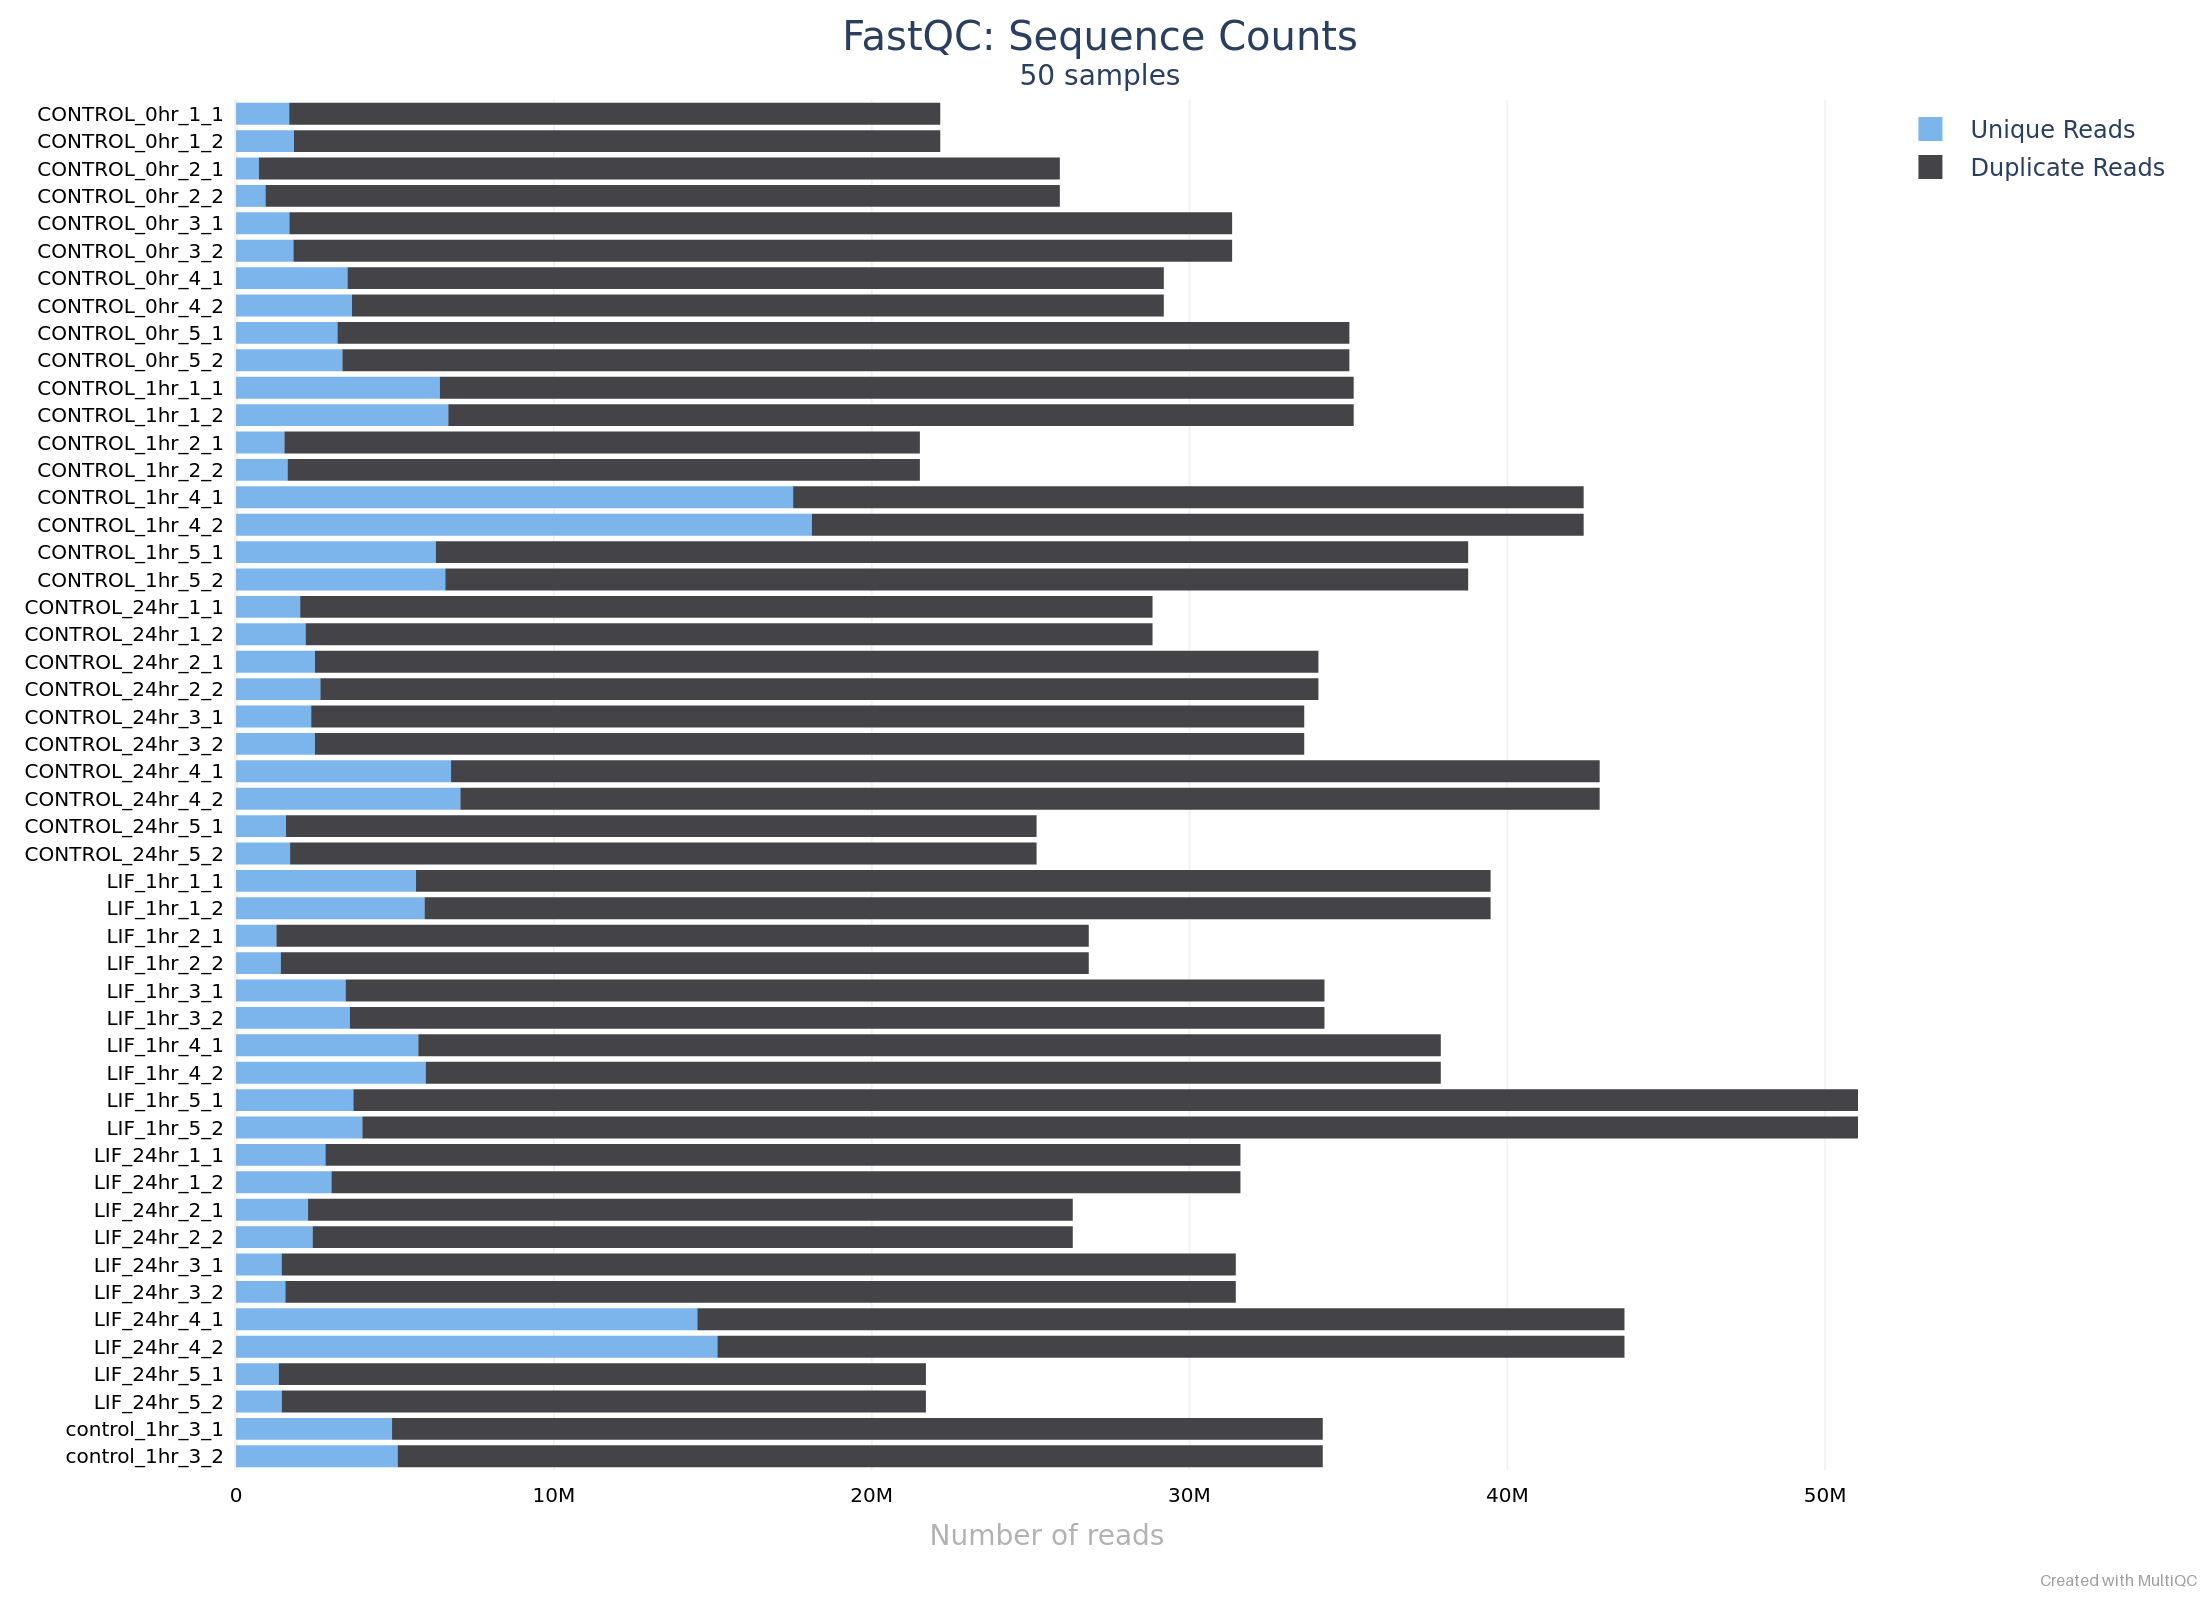 FastQC: Sequence Counts
50 samples
CONTROL_0hr_1_1
CONTROL_0hr_1_2
CONTROL_0hr_2_1
CONTROL_0hr_2_2
CONTROL_0hr_3_1
CONTROL_0hr_3_2
CONTROL_0hr_4_1
CONTROL_0hr_4_2
CONTROL_0hr_5_1
CONTROL_0hr_5_2
CONTROL_1hr_1_1
CONTROL_1hr_1_2
CONTROL_1hr_2_1
CONTROL_1hr_2_2
CONTROL_1hr_4_1
CONTROL_1hr_4_2
CONTROL_1hr_5_1
CONTROL_1hr_5_2
CONTROL_24hr_1_1
CONTROL_24hr_1_2
CONTROL_24hr_2_1
CONTROL_24hr_2_2
CONTROL_24hr_3_1
CONTROL_24hr_3_2
CONTROL_24hr_4_1
CONTROL_24hr_4_2
CONTROL_24hr_5_1
CONTROL_24hr_5_2
LIF_1hr_1_1
LIF_1hr_1_2
LIF_1hr_2_1
LIF_1hr_2_2
LIF_1hr_3_1
LIF_1hr_3_2
LIF_1hr_4_1
LIF_1hr_4_2
LIF_1hr_5_1
LIF_1hr_5_2
LIF_24hr_1_1
LIF_24hr_1_2
LIF_24hr_2_1
LIF_24hr_2_2
LIF_24hr_3_1
LIF_24hr_3_2
LIF_24hr_4_1
LIF_24hr_4_2
LIF_24hr_5_1
LIF_24hr_5_2
control_1hr_3_1
control_1hr_3_2
Unique Reads
Duplicate Reads
0 10M 20M 30M 40M 50M
Number of reads
Created with MultiQC